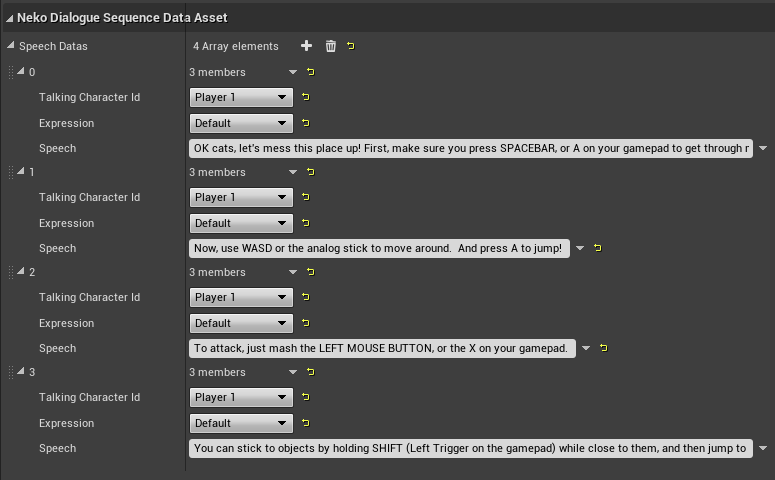 Neko Dialogue Sequence Data Asset
Speech Datas 4 Array elements
0 3 members
Talking Character Id Player 1
Expression Default
Speech OK cats, let's mess this place up! First, make sure you press SPACEBAR, or A on your gamepad to get through
1 3 members
Talking Character Id Player 1
Expression Default
Speech Now, use WASD or the analog stick to move around.  And press A to jump!
2 3 members
Talking Character Id Player 1
Expression Default
Speech To attack, just mash the LEFT MOUSE BUTTON, or the X on your gamepad.
3 3 members
Talking Character Id Player 1
Expression Default
Speech You can stick to objects by holding SHIFT (Left Trigger on the gamepad) while close to them, and then jump to